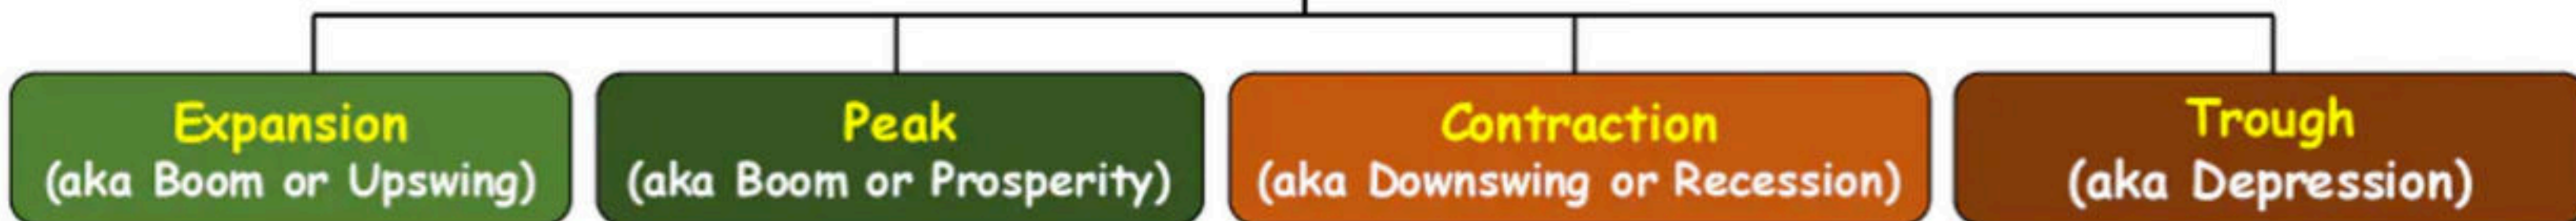 Expansion
(aka Boom or Upswing)
Peak
(aka Boom or Prosperity)
Contraction
(aka Downswing or Recession)
Trough
(aka Depression)